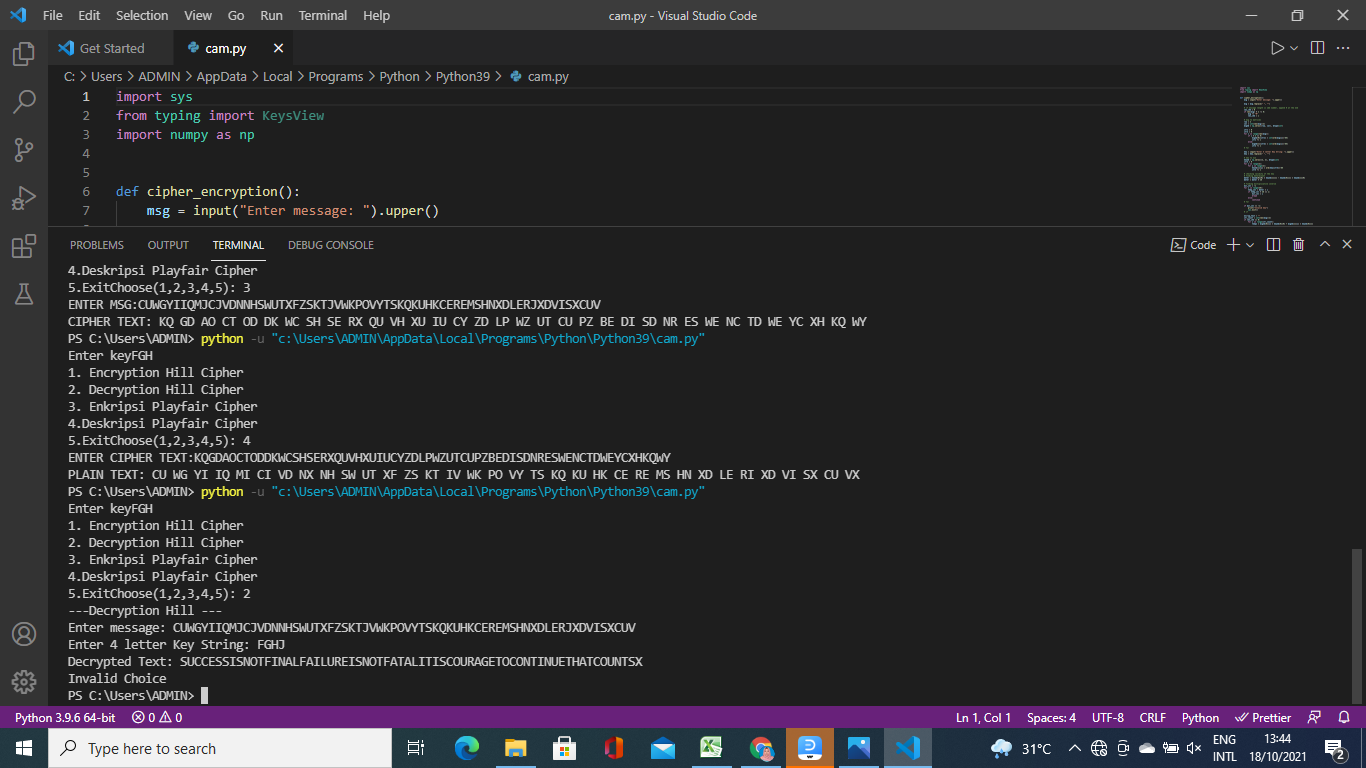 File Edit Selection View Go Run Terminal Help cam.py - Visual Studio Code
Get Started cam.py
C: > Users > ADMIN > AppData > Local > Programs > Python > Python39 > cam.py
1 import sys
2 from typing import KeysView
3 import numpy as np
4
5
6 def cipher_encryption():
7 msg = input("Enter message: ").upper()
PROBLEMS OUTPUT TERMINAL DEBUG CONSOLE Code
4.Deskripsi Playfair Cipher
5.ExitChoose(1,2,3,4,5): 3
ENTER MSG:CUWGYIIQMJCJVDNNHSWUTXFZSKTJVWKPOVYTSKQKUHKCEREMSHNXDLERJXDVISXCUV
CIPHER TEXT: KQ GD AO CT OD DK WC SH SE RX QU VH XU IU CY ZD LP WZ UT CU PZ BE DI SD NR ES WE NC TD WE YC XH KQ WY
PS C:\Users\ADMIN> python -u "c:\Users\ADMIN\AppData\Local\Programs\Python\Python39\cam.py"
Enter keyFGH
1. Encryption Hill Cipher
2. Decryption Hill Cipher
3. Enkripsi Playfair Cipher
4.Deskripsi Playfair Cipher
5.ExitChoose(1,2,3,4,5): 4
ENTER CIPHER TEXT:KQGDAOCTODDKWCSHSERXQUVHXUIUCYZDLPWZUTCUPZBEDISDNRESWENCTDWEYCXHKQWY
PLAIN TEXT: CU WG YI IQ MI CI VD NX NH SW UT XF ZS KT IV WK PO VY TS KQ KU HK CE RE MS HN XD LE RI XD VI SX CU VX
PS C:\Users\ADMIN> python -u "c:\Users\ADMIN\AppData\Local\Programs\Python\Python39\cam.py"
Enter keyFGH
1. Encryption Hill Cipher
2. Decryption Hill Cipher
3. Enkripsi Playfair Cipher
4.Deskripsi Playfair Cipher
5.ExitChoose(1,2,3,4,5): 2
---Decryption Hill ---
Enter message: CUWGYIIQMJCJVDNNHSWUTXFZSKTJVWKPOVYTSKQKUHKCEREMSHNXDLERJXDVISXCUV
Enter 4 letter Key String: FGHJ
Decrypted Text: SUCCESSISNOTFINALFAILUREISNOTFATALITISCOURAGETOCONTINUETHATCOUNTSX
Invalid Choice
PS C:\Users\ADMIN>
Python 3.9.6 64-bit 0 0 Ln 1, Col 1 Spaces: 4 UTF-8 CRLF Python Prettier
Type here to search 31°C ENG INTL 13:44 18/10/2021 2